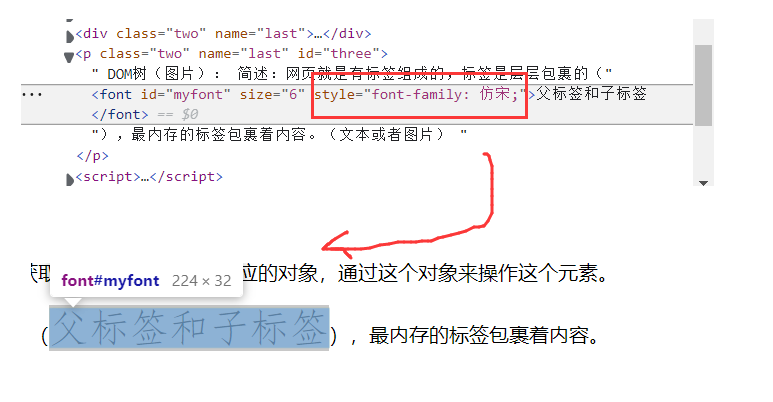 <div class="two" name="last">…</div>
<p class="two" name="last" id="three">
" DOM树（图片）： 简述：网页就是有标签组成的，标签是层层包裹的（"
<font id="myfont" size="6" style="font-family: 仿宋;">父标签和子标签
</font> == $0
"），最内存的标签包裹着内容。（文本或者图片） "
</p>
<script>…</script>
应的对象，通过这个对象来操作这个元素。
font#myfont 224 × 32
（父标签和子标签），最内存的标签包裹着内容。